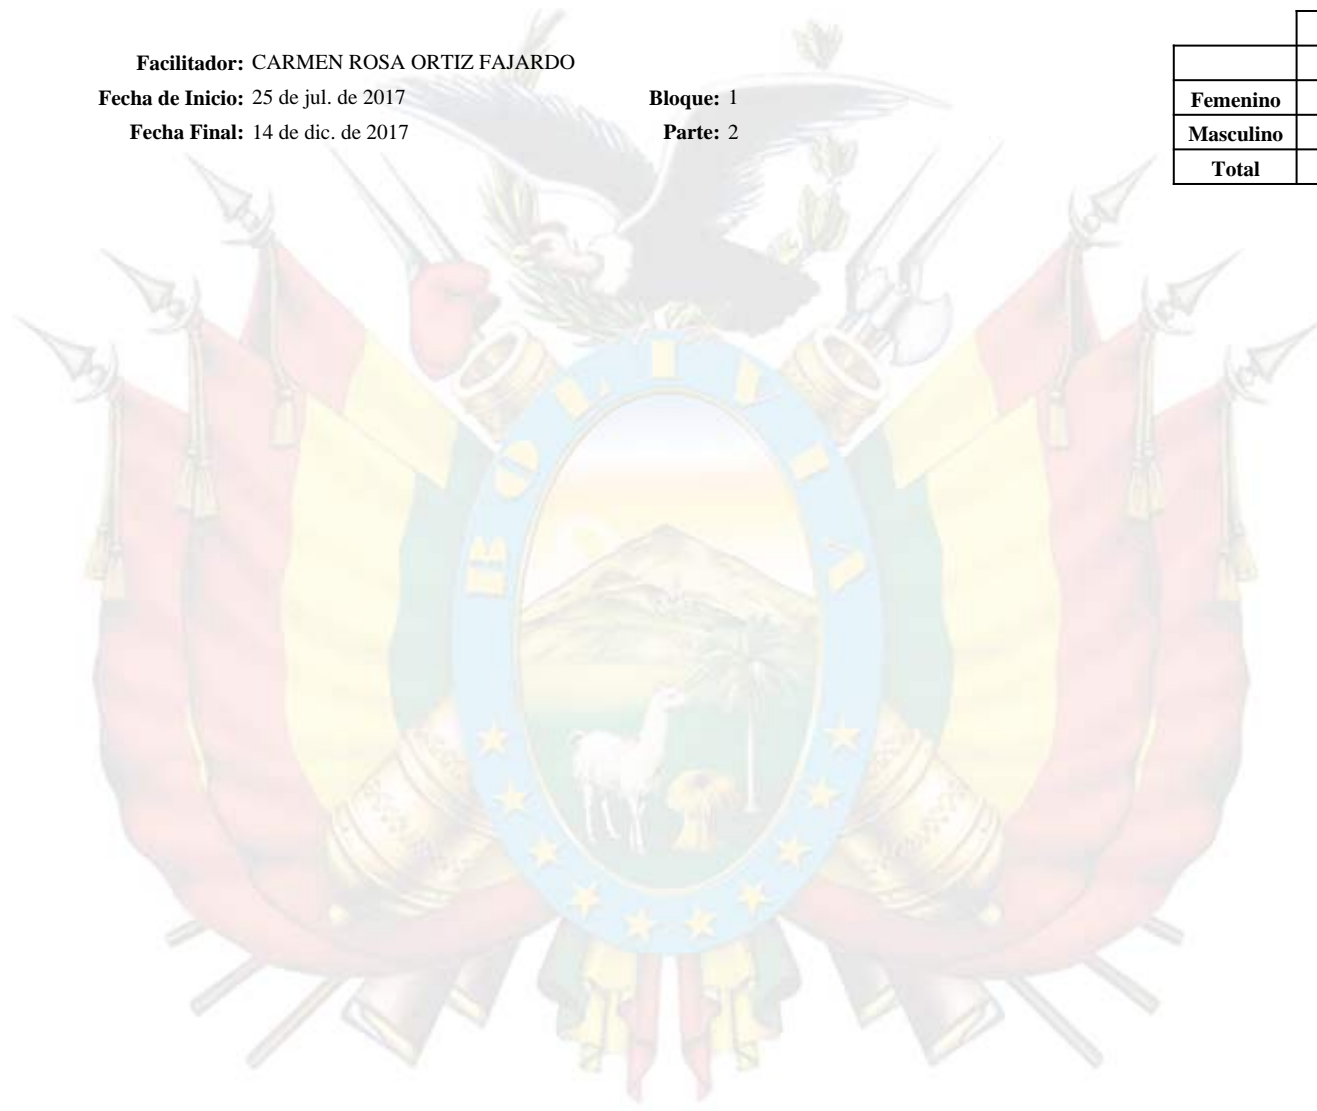 Facilitador: CARMEN ROSA ORTIZ FAJARDO
Fecha de Inicio: 25 de jul. de 2017 Bloque: 1
Fecha Final: 14 de dic. de 2017 Parte: 2
Femenino
Masculino
Total
BOLIVIA